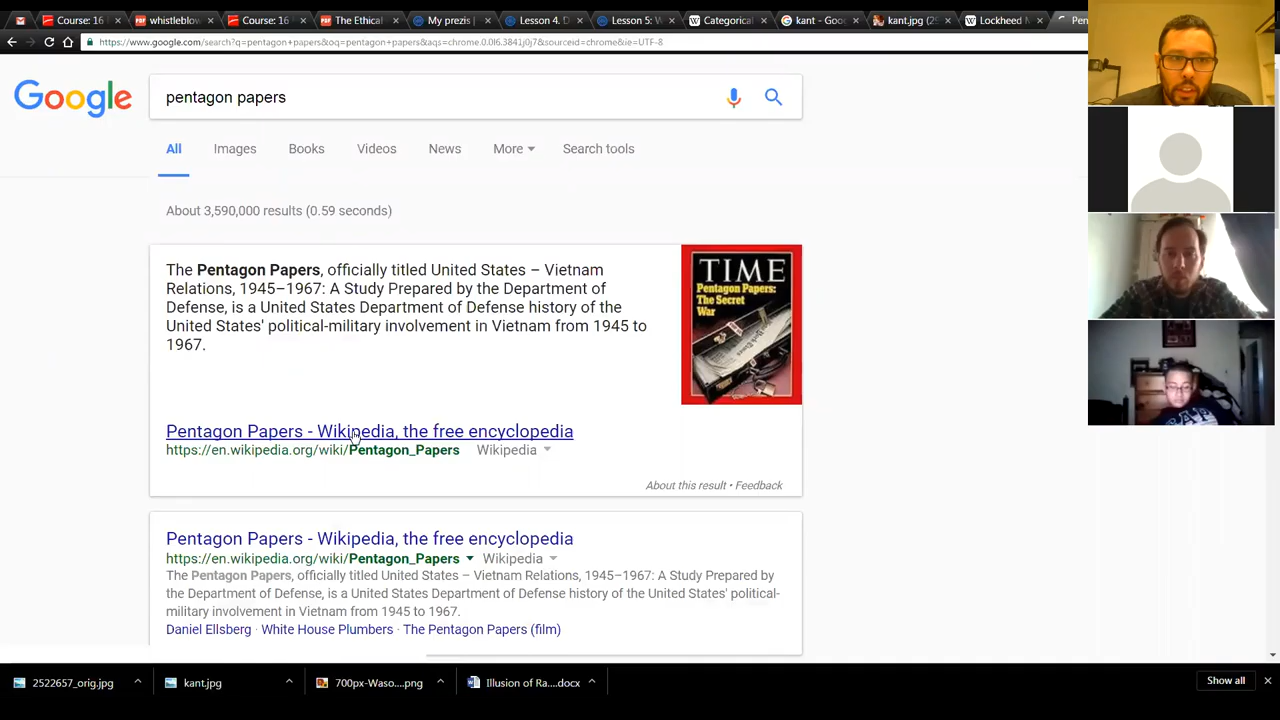 Course: 16
whistleblow
Course: 16
Course: 16
The Ethical
My prezis |
Lesson 4. D
Lesson 5: W
Categorical
kant - Goo
kant.jpg (25
Lockheed M
Pen
https://www.google.com/search?q=pentagon+papers&oq=pentagon+papers&aqs=chrome.0.0l6.3841j0j7&sourceid=chrome&ie=UTF-8
Google
pentagon papers
All
Images
Books
Videos
News
More
Search tools
About 3,590,000 results (0.59 seconds)
The Pentagon Papers, officially titled United States – Vietnam
Relations, 1945–1967: A Study Prepared by the Department of
Defense, is a United States Department of Defense history of the
United States' political-military involvement in Vietnam from 1945 to
1967.
TIME
Pentagon Papers:
The Secret
War
Pentagon Papers - Wikipedia, the free encyclopedia
https://en.wikipedia.org/wiki/Pentagon_Papers Wikipedia
About this result • Feedback
Pentagon Papers - Wikipedia, the free encyclopedia
https://en.wikipedia.org/wiki/Pentagon_Papers Wikipedia
The Pentagon Papers, officially titled United States – Vietnam Relations, 1945–1967: A Study Prepared by
the Department of Defense, is a United States Department of Defense history of the United States' political-
military involvement in Vietnam from 1945 to 1967.
Daniel Ellsberg · White House Plumbers · The Pentagon Papers (film)
GAP
2522657_orig.jpg
kant.jpg
700px-Waso....png
Illusion of Ra....docx
Show all